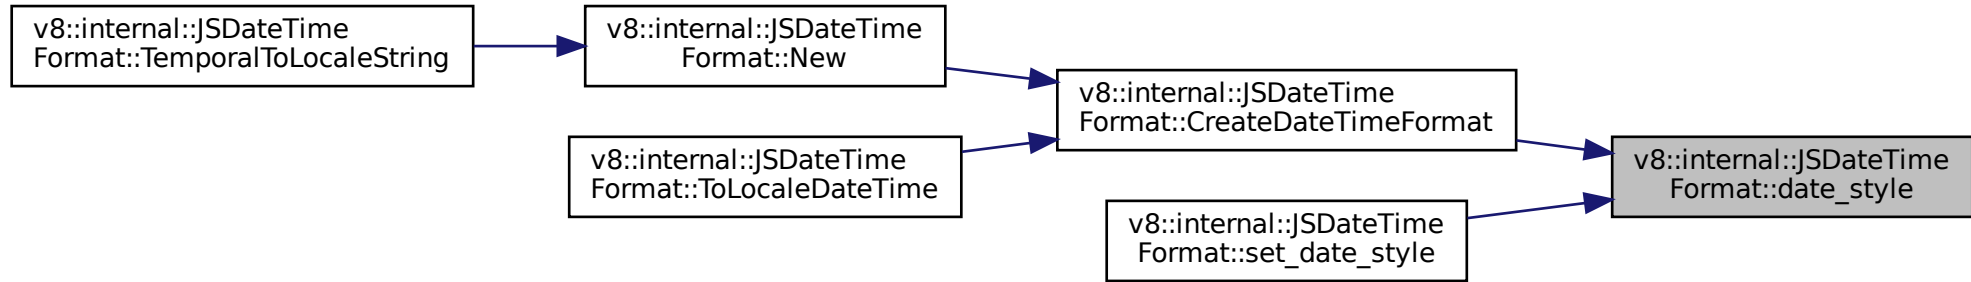 v8::internal::JSDateTime
Format::TemporalToLocaleString
v8::internal::JSDateTime
Format::New
v8::internal::JSDateTime
Format::CreateDateTimeFormat
v8::internal::JSDateTime
Format::ToLocaleDateTime
v8::internal::JSDateTime
Format::date_style
v8::internal::JSDateTime
Format::set_date_style